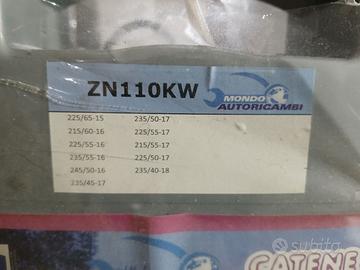 ZN110KW
MONDO
AUTORICAMBI
225/65-15 235/50-17
215/60-16 225/55-17
225/55-16 215/55-17
235/55-16 225/50-17
245/50-16 235/40-18
235/45-17
subito
CATENE